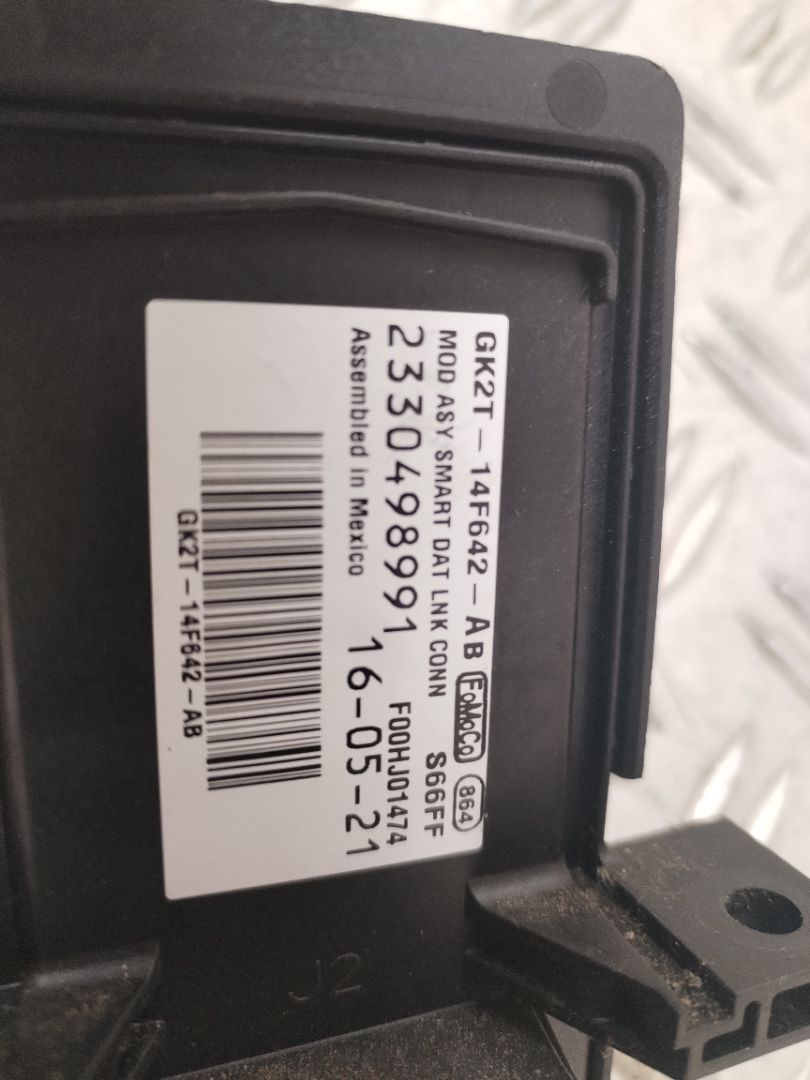 GK2T-14F642-AB FoMoCo 864
MOD ASY SMART DAT LNK CONN S66FF
2330498991 F00HJ01474
Assembled in Mexico 16-05-21
GK2T-14F642-AB
J2